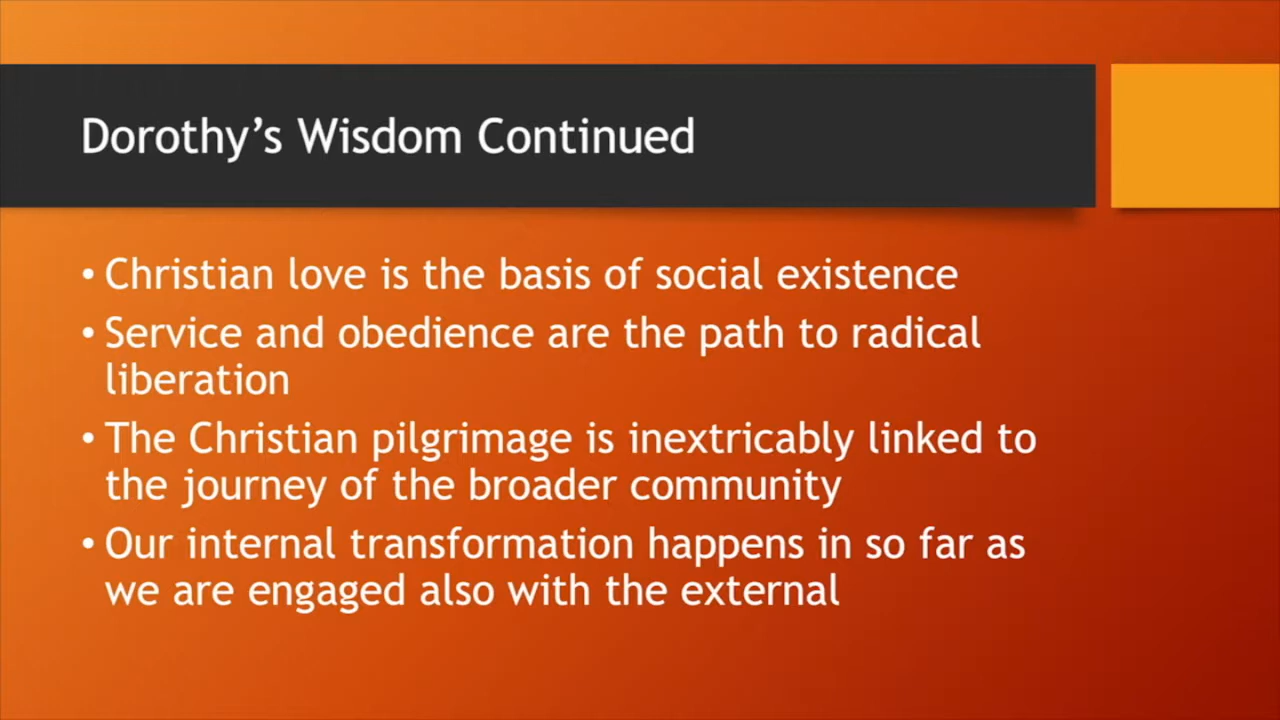 Dorothy’s Wisdom Continued
• Christian love is the basis of social existence
• Service and obedience are the path to radical
liberation
• The Christian pilgrimage is inextricably linked to
the journey of the broader community
• Our internal transformation happens in so far as
we are engaged also with the external